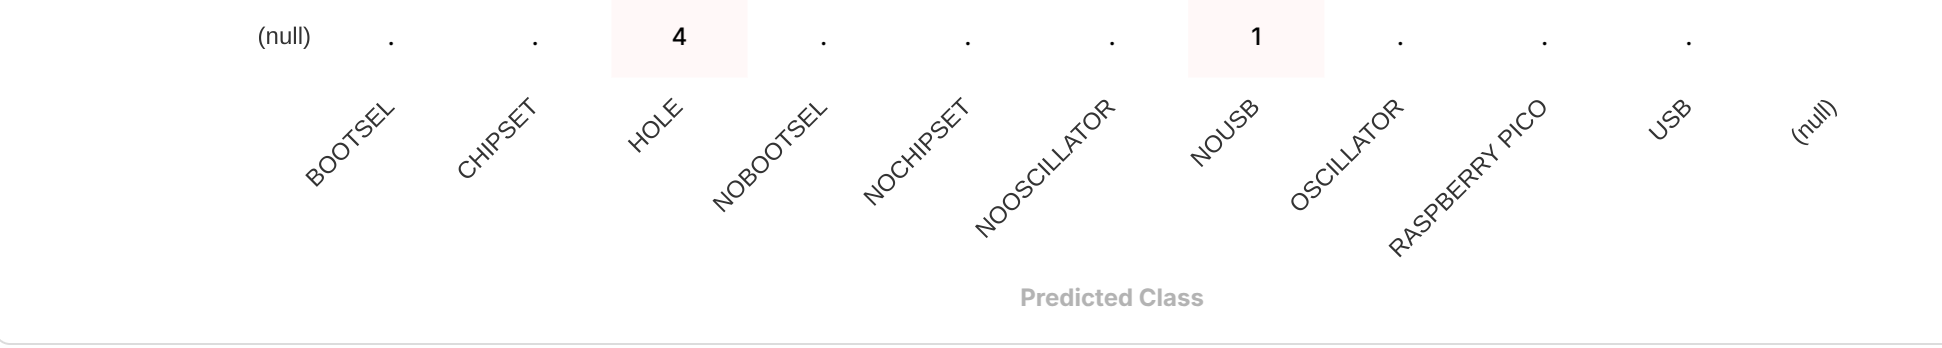 (null) . . 4 . . . 1 . . .
BOOTSEL CHIPSET HOLE NOBOOTSEL NOCHIPSET NOOSCILLATOR NOUSB OSCILLATOR RASPBERRY PICO USB (null)
Predicted Class